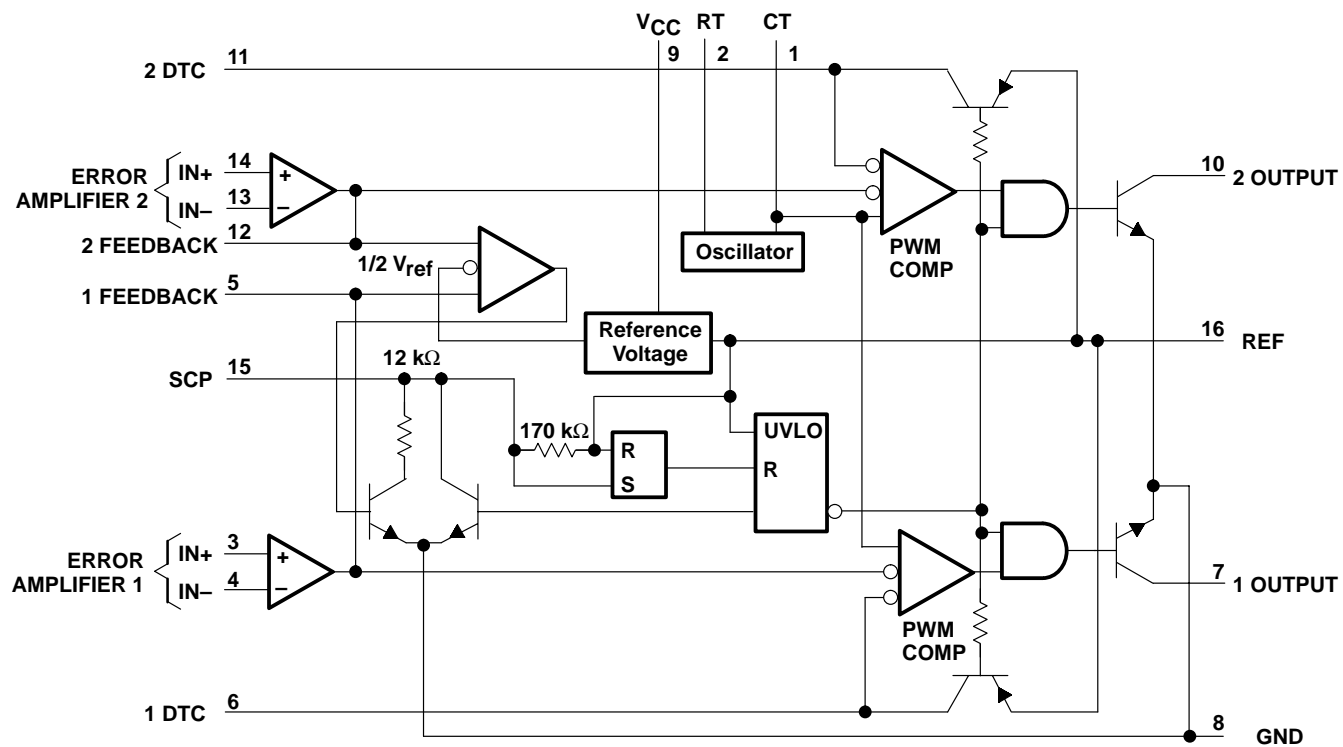 VCC RT CT
9 2 1
2 DTC 11
ERROR
AMPLIFIER 2
IN+ 14
IN– 13
+
–
2 FEEDBACK 12
1/2 Vref
1 FEEDBACK 5
Oscillator
PWM
COMP
10 2 OUTPUT
Reference
Voltage
16 REF
SCP 15
12 kΩ
170 kΩ
R
S
UVLO
R
ERROR
AMPLIFIER 1
IN+ 3
IN– 4
+
–
PWM
COMP
7 1 OUTPUT
1 DTC 6
8 GND